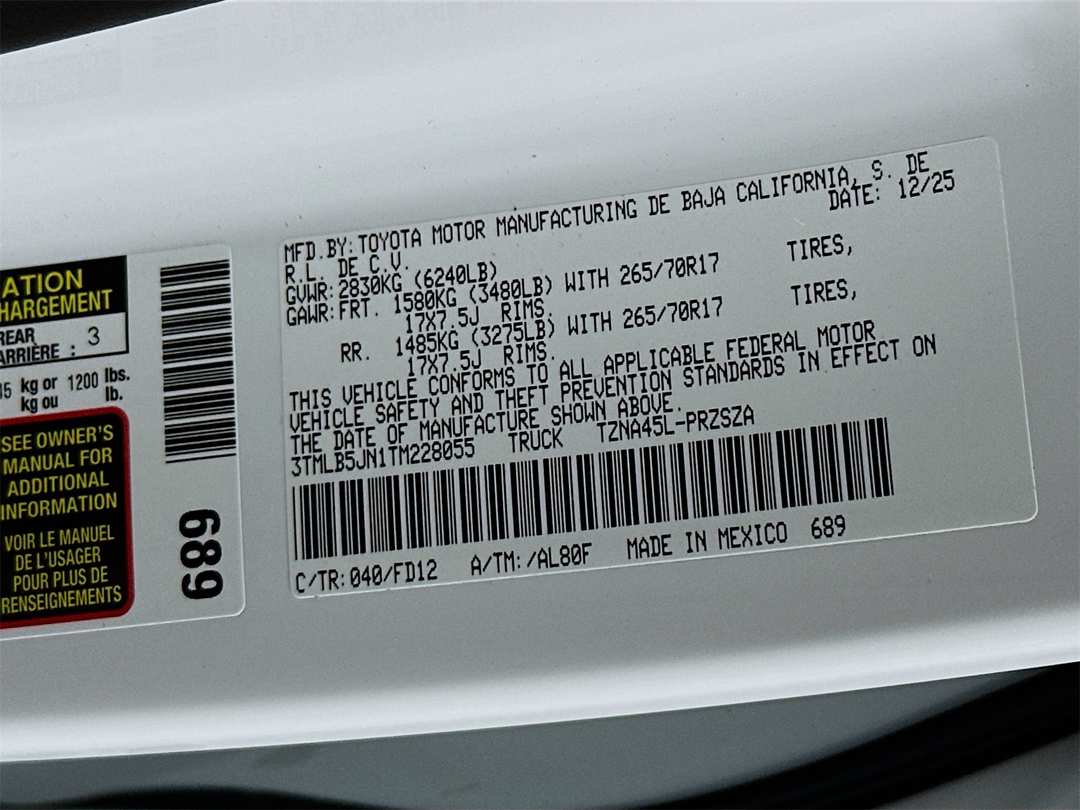 ATION
HARGEMENT
REAR
ARRIÈRE : 3
kg or 1200 lbs.
kg ou lb.
SEE OWNER'S
MANUAL FOR
ADDITIONAL
INFORMATION
VOIR LE MANUEL
DE L'USAGER
POUR PLUS DE
RENSEIGNEMENTS
689
MFD.BY: TOYOTA MOTOR MANUFACTURING DE BAJA CALIFORNIA, S. DE
R.L. DE C.V. DATE: 12/25
GVWR: 2830KG (6240LB)
GAWR: FRT. 1580KG (3480LB) WITH 265/70R17 TIRES,
17X7.5J RIMS.
RR. 1485KG (3275LB) WITH 265/70R17 TIRES,
17X7.5J RIMS.
THIS VEHICLE CONFORMS TO ALL APPLICABLE FEDERAL MOTOR
VEHICLE SAFETY AND THEFT PREVENTION STANDARDS IN EFFECT ON
THE DATE OF MANUFACTURE SHOWN ABOVE.
3TMLB5JN1TM228055 TRUCK TZNA45L-PRZSZA
C/TR: 040/FD12 A/TM: /AL80F MADE IN MEXICO 689